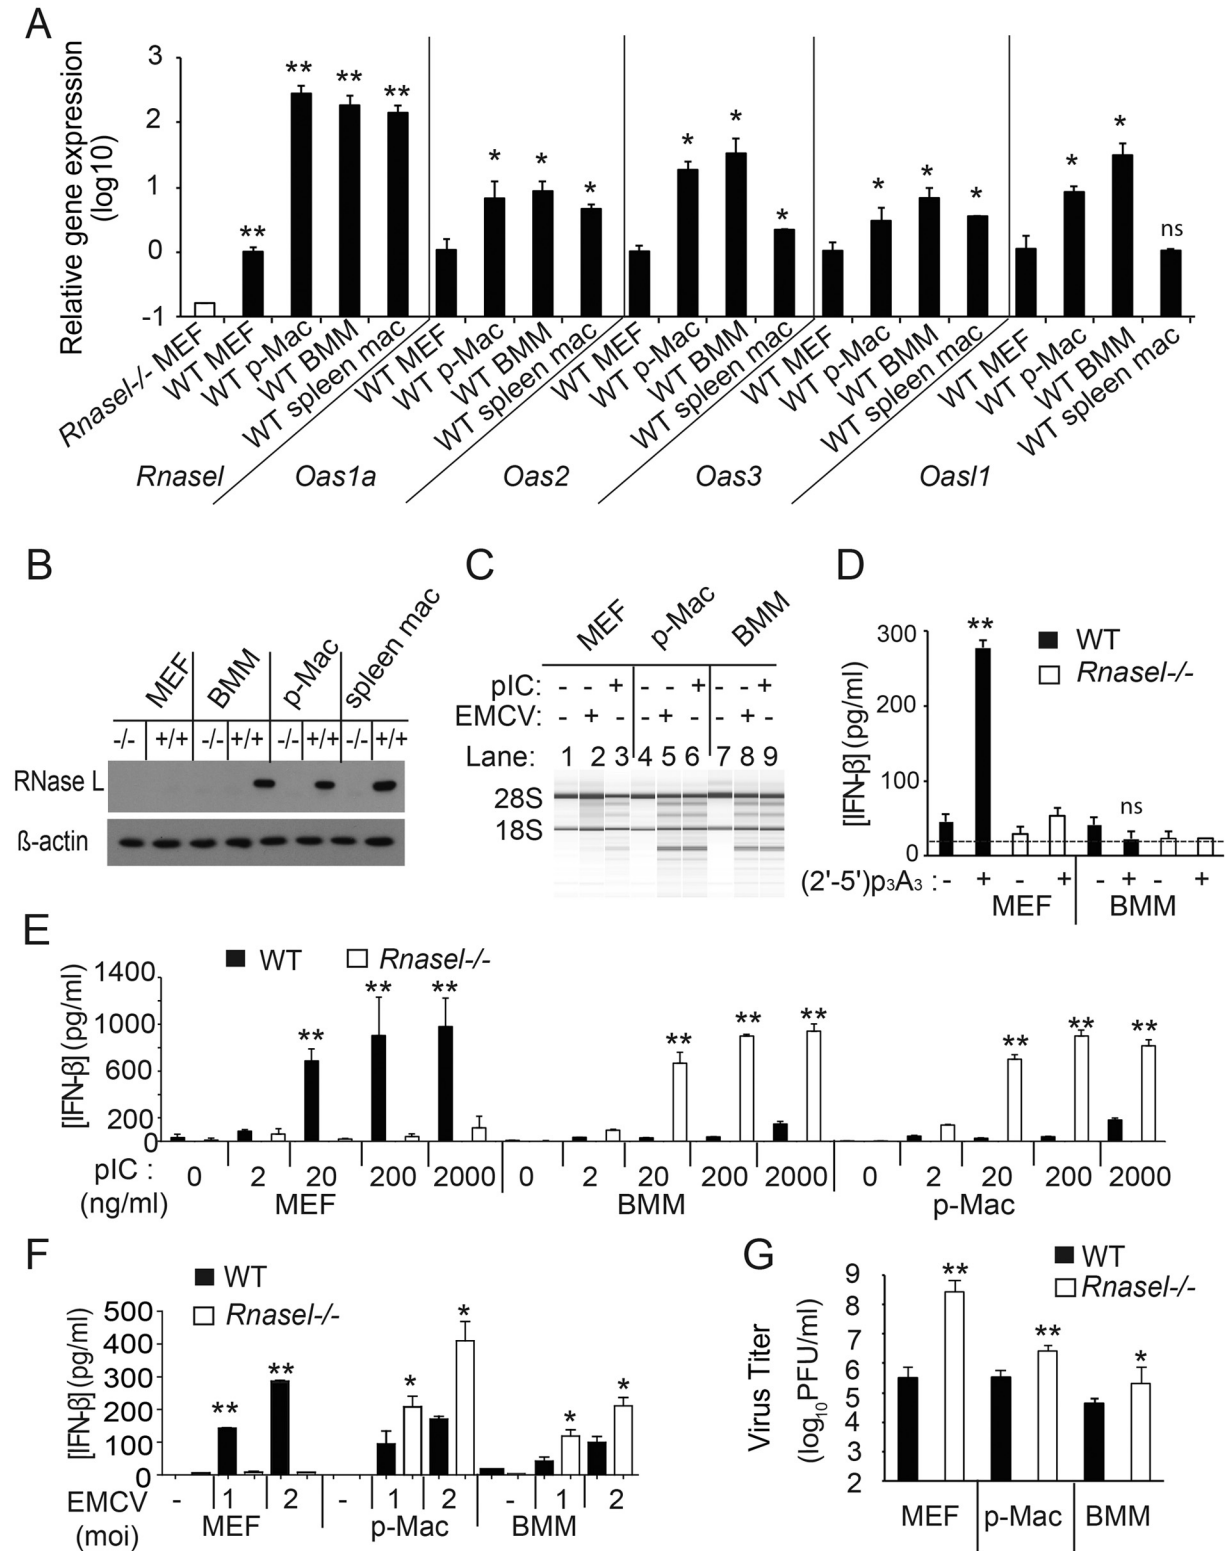 A
Relative gene expression
(log10)
3
2
1
0
-1
**
**
**
**
*
*
*
*
*
*
*
*
*
*
*
ns
Rnasel-/- MEF
WT MEF
WT p-Mac
WT BMM
WT spleen mac
WT MEF
WT p-Mac
WT BMM
WT spleen mac
WT MEF
WT p-Mac
WT BMM
WT spleen mac
WT MEF
WT p-Mac
WT BMM
WT spleen mac
WT MEF
WT p-Mac
WT BMM
WT spleen mac
Rnasel
Oas1a
Oas2
Oas3
Oasl1
B
MEF
BMM
p-Mac
spleen mac
-/- +/+ -/- +/+ -/- +/+ -/- +/+
RNase L
ß-actin
C
MEF
p-Mac
BMM
pIC: - - + - - + - - +
EMCV: - + - - + - - + -
Lane: 1 2 3 4 5 6 7 8 9
28S
18S
D
[IFN-β] (pg/ml)
300
200
100
0
**
ns
WT
Rnasel-/-
(2'-5')p3A3 : - + - + - + - +
MEF BMM
E
WT Rnasel-/-
[IFN-β] (pg/ml)
1400
1000
600
200
0
** ** ** ** ** ** ** ** **
pIC : 0 2 20 200 2000 0 2 20 200 2000 0 2 20 200 2000
(ng/ml) MEF BMM p-Mac
F
WT
Rnasel-/-
[IFN-β] (pg/ml)
500
400
300
200
100
0
** ** * * * *
EMCV - 1 2 - 1 2 - 1 2
(moi) MEF p-Mac BMM
G
WT
Rnasel-/-
Virus Titer
(log10PFU/ml)
9
8
7
6
5
4
3
2
** ** *
MEF p-Mac BMM